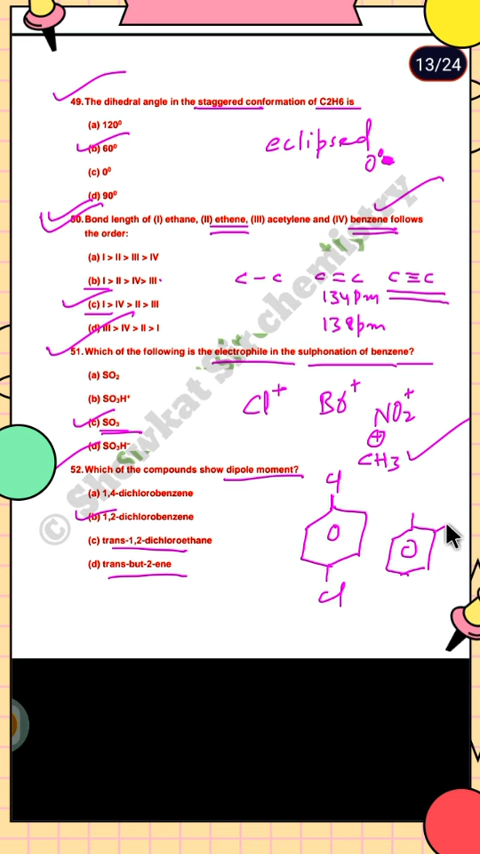 13/24
49. The dihedral angle in the staggered conformation of C2H6 is
(a) 120⁰
(b) 60⁰
(c) 0⁰
(d) 90⁰
eclipsed
0°
50. Bond length of (I) ethane, (II) ethene, (III) acetylene and (IV) benzene follows
the order:
(a) I > II > III > IV
(b) I > II > IV> III
(c) I > IV > II > III
(d) III > IV > II > I
C - C C = C C ≡ C
134pm
138pm
51. Which of the following is the electrophile in the sulphonation of benzene?
(a) SO₂
(b) SO₃H⁺
(c) SO₃
(d) SO₃H⁻
Cl⁺ Br⁺ NO₂⁺
⊕
CH3
52. Which of the compounds show dipole moment?
(a) 1,4-dichlorobenzene
(b) 1,2-dichlorobenzene
(c) trans-1,2-dichloroethane
(d) trans-but-2-ene
Cl
Cl
© Showkat Sir chemistry